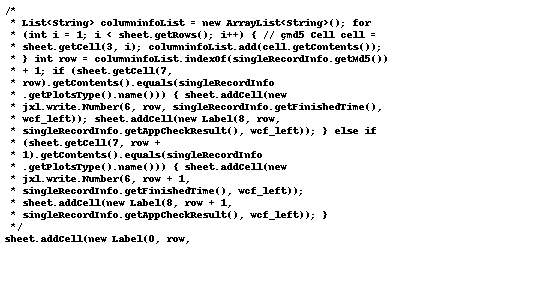 /*
* List<String> columninfoList = new ArrayList<String>(); for
* (int i = 1; i < sheet.getRows(); i++) { // çmd5 Cell cell =
* sheet.getCell(3, i); columninfoList.add(cell.getContents());
* } int row = columninfoList.indexOf(singleRecordInfo.getMd5())
* + 1; if (sheet.getCell(7,
* row).getContents().equals(singleRecordInfo
* .getPlotsType().name())) { sheet.addCell(new
* jxl.write.Number(6, row, singleRecordInfo.getFinishedTime(),
* wcf_left)); sheet.addCell(new Label(8, row,
* singleRecordInfo.getAppCheckResult(), wcf_left)); } else if
* (sheet.getCell(7, row +
* 1).getContents().equals(singleRecordInfo
* .getPlotsType().name())) { sheet.addCell(new
* jxl.write.Number(6, row + 1,
* singleRecordInfo.getFinishedTime(), wcf_left));
* sheet.addCell(new Label(8, row + 1,
* singleRecordInfo.getAppCheckResult(), wcf_left)); }
*/
sheet.addCell(new Label(0, row,